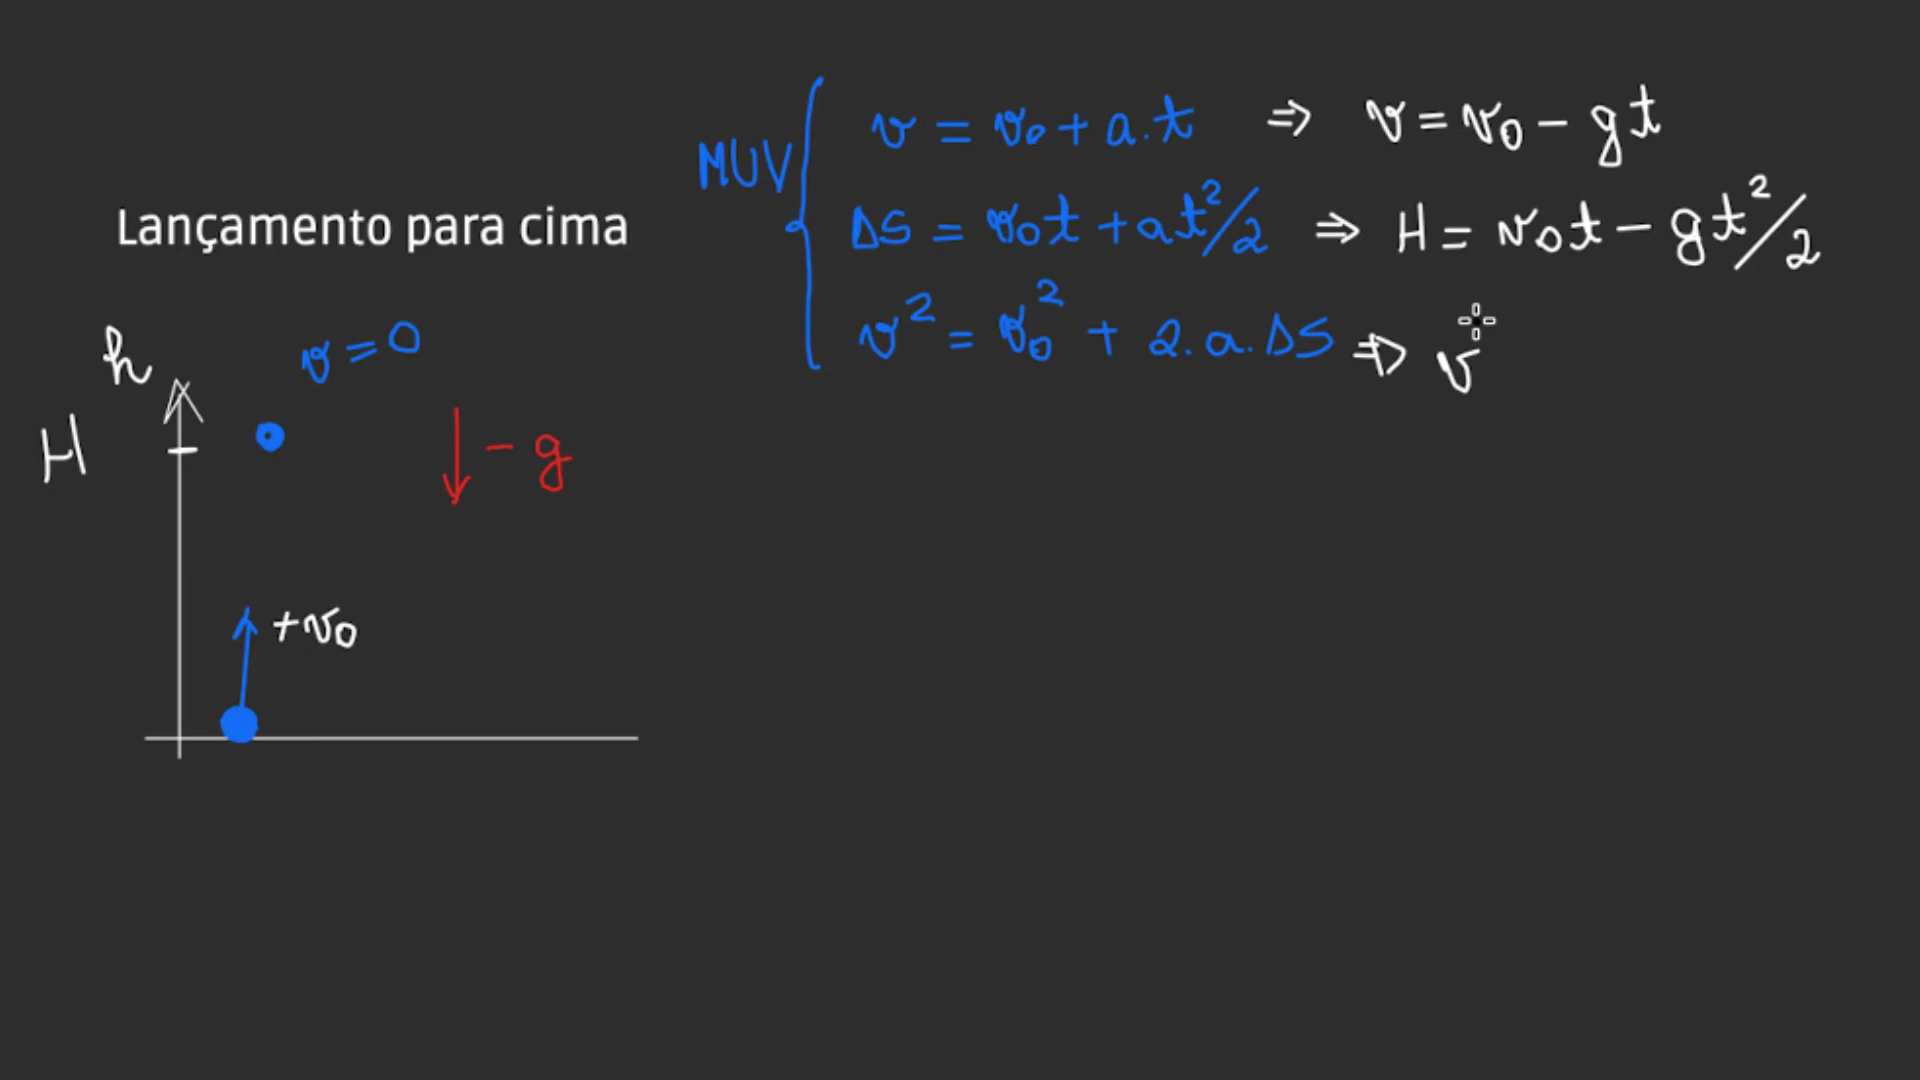 MUV
v = v₀ + a.t ⇒ v = v₀ - gt
ΔS = v₀t + at²/2 ⇒ H = v₀t - gt²/2
v² = v₀² + 2.a.ΔS ⇒ v
Lançamento para cima
h
v = 0
H
- g
+v₀